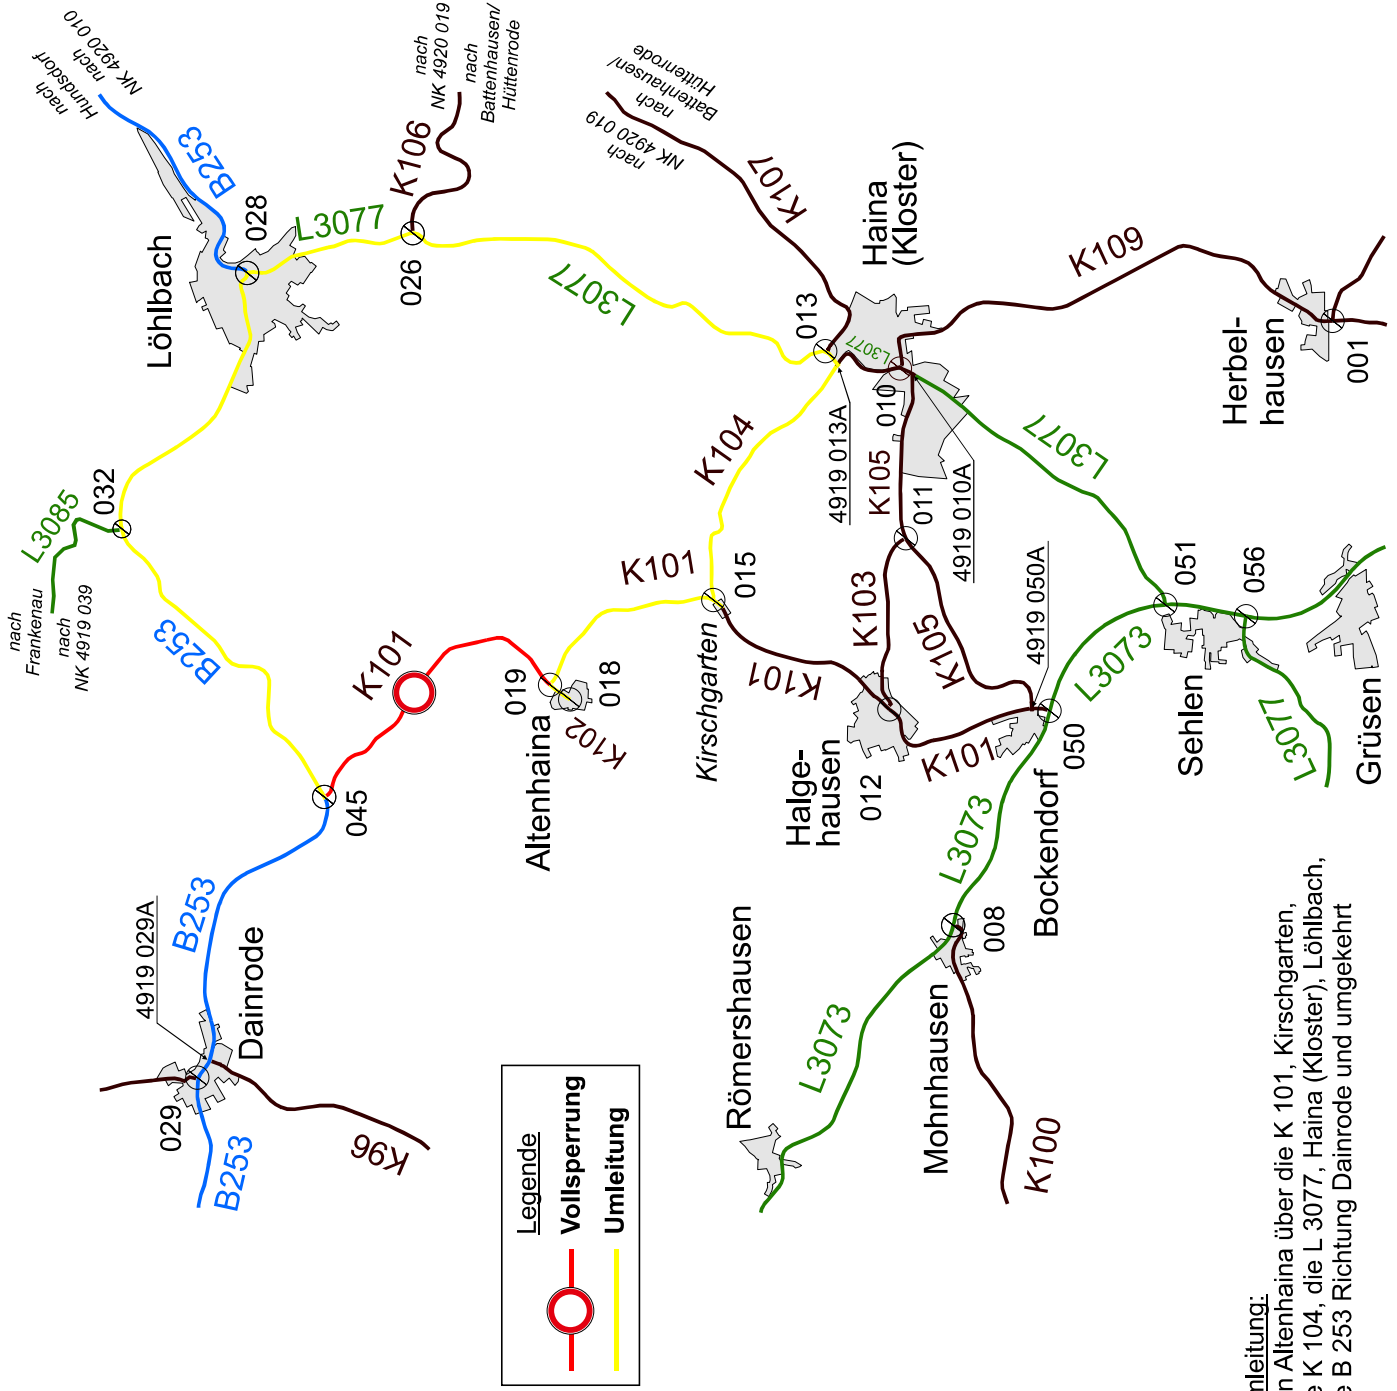 nach
Hundsdorf
nach
NK 4920 010
B253
028
Löhlbach
L3077
K106
nach
NK 4920 019
nach
Battenhausen/
Hüttenrode
026
L3077
nach
NK 4920 019
nach
Battenhausen/
Hüttenrode
K107
Haina
(Kloster)
013
L3077
010
4919 013A
K104
K105
011
4919 010A
K109
Herbel-
hausen
001
L3077
nach
Frankenau
nach
NK 4919 039
L3085
032
B253
K101
045
019
018
Altenhaina
K102
K101
015
Kirschgarten
K101
K103
K105
4919 050A
Halge-
hausen
012
K101
050
Bockendorf
L3073
051
056
Sehlen
L3077
Grüsen
L3073
008
Mohnhausen
L3073
Römershausen
K100
B253
4919 029A
Dainrode
029
B253
K96
Legende
Vollsperrung
Umleitung
mleitung:
n Altenhaina über die K 101, Kirschgarten,
e K 104, die L 3077, Haina (Kloster), Löhlbach,
e B 253 Richtung Dainrode und umgekehrt